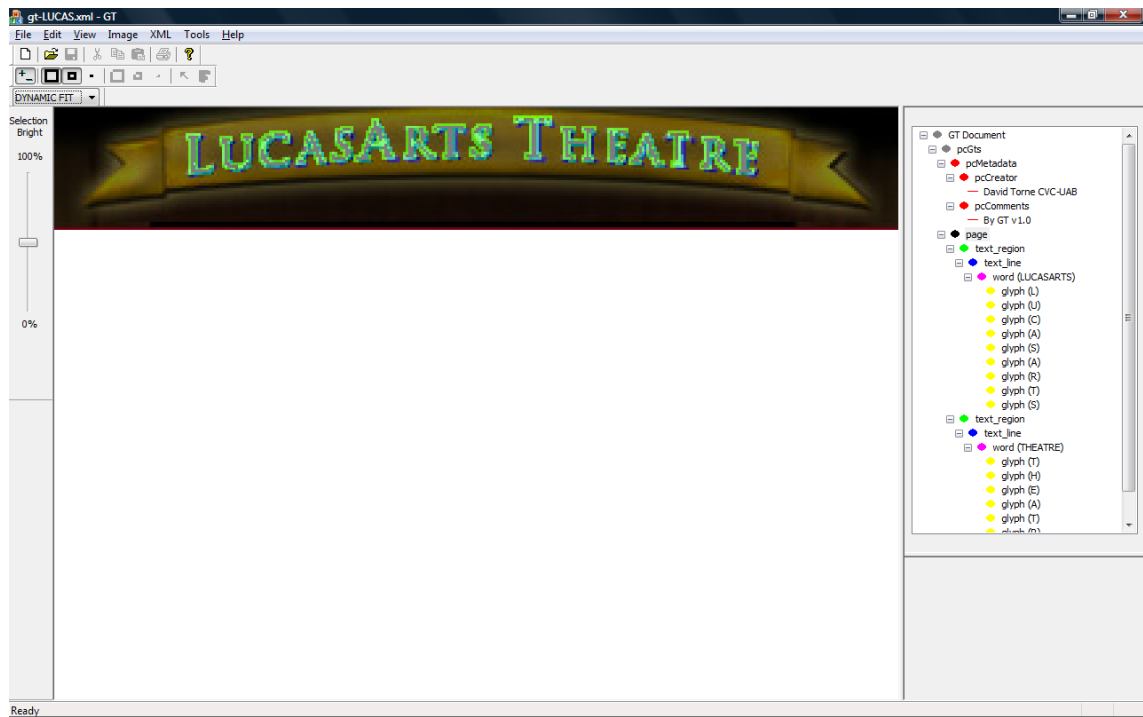 gt-LUCAS.xml - GT
File Edit View Image XML Tools Help
DYNAMIC FIT
Selection
Bright
100%
0%
LUCASARTS THEATRE
GT Document
pcGts
pcMetadata
pcCreator
David Torne CVC-UAB
pcComments
By GT v1.0
page
text_region
text_line
word (LUCASARTS)
glyph (L)
glyph (U)
glyph (C)
glyph (A)
glyph (S)
glyph (A)
glyph (R)
glyph (T)
glyph (S)
text_region
text_line
word (THEATRE)
glyph (T)
glyph (H)
glyph (E)
glyph (A)
glyph (T)
glyph (R)
Ready